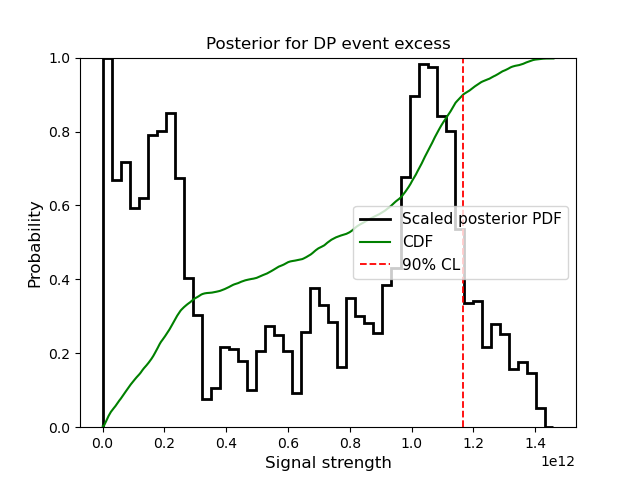 Posterior for DP event excess
1.0
0.8
0.6
0.4
0.2
0.0
Probability
Scaled posterior PDF
CDF
90% CL
0.0 0.2 0.4 0.6 0.8 1.0 1.2 1.4
1e12
Signal strength